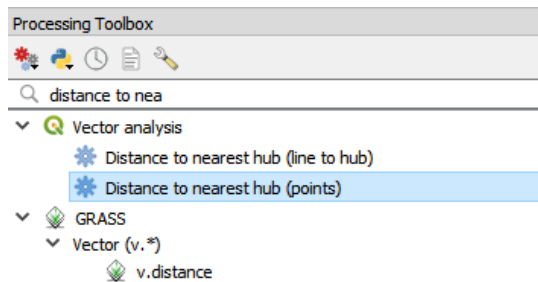 Processing Toolbox
distance to nea
Vector analysis
Distance to nearest hub (line to hub)
Distance to nearest hub (points)
GRASS
Vector (v.*)
v.distance